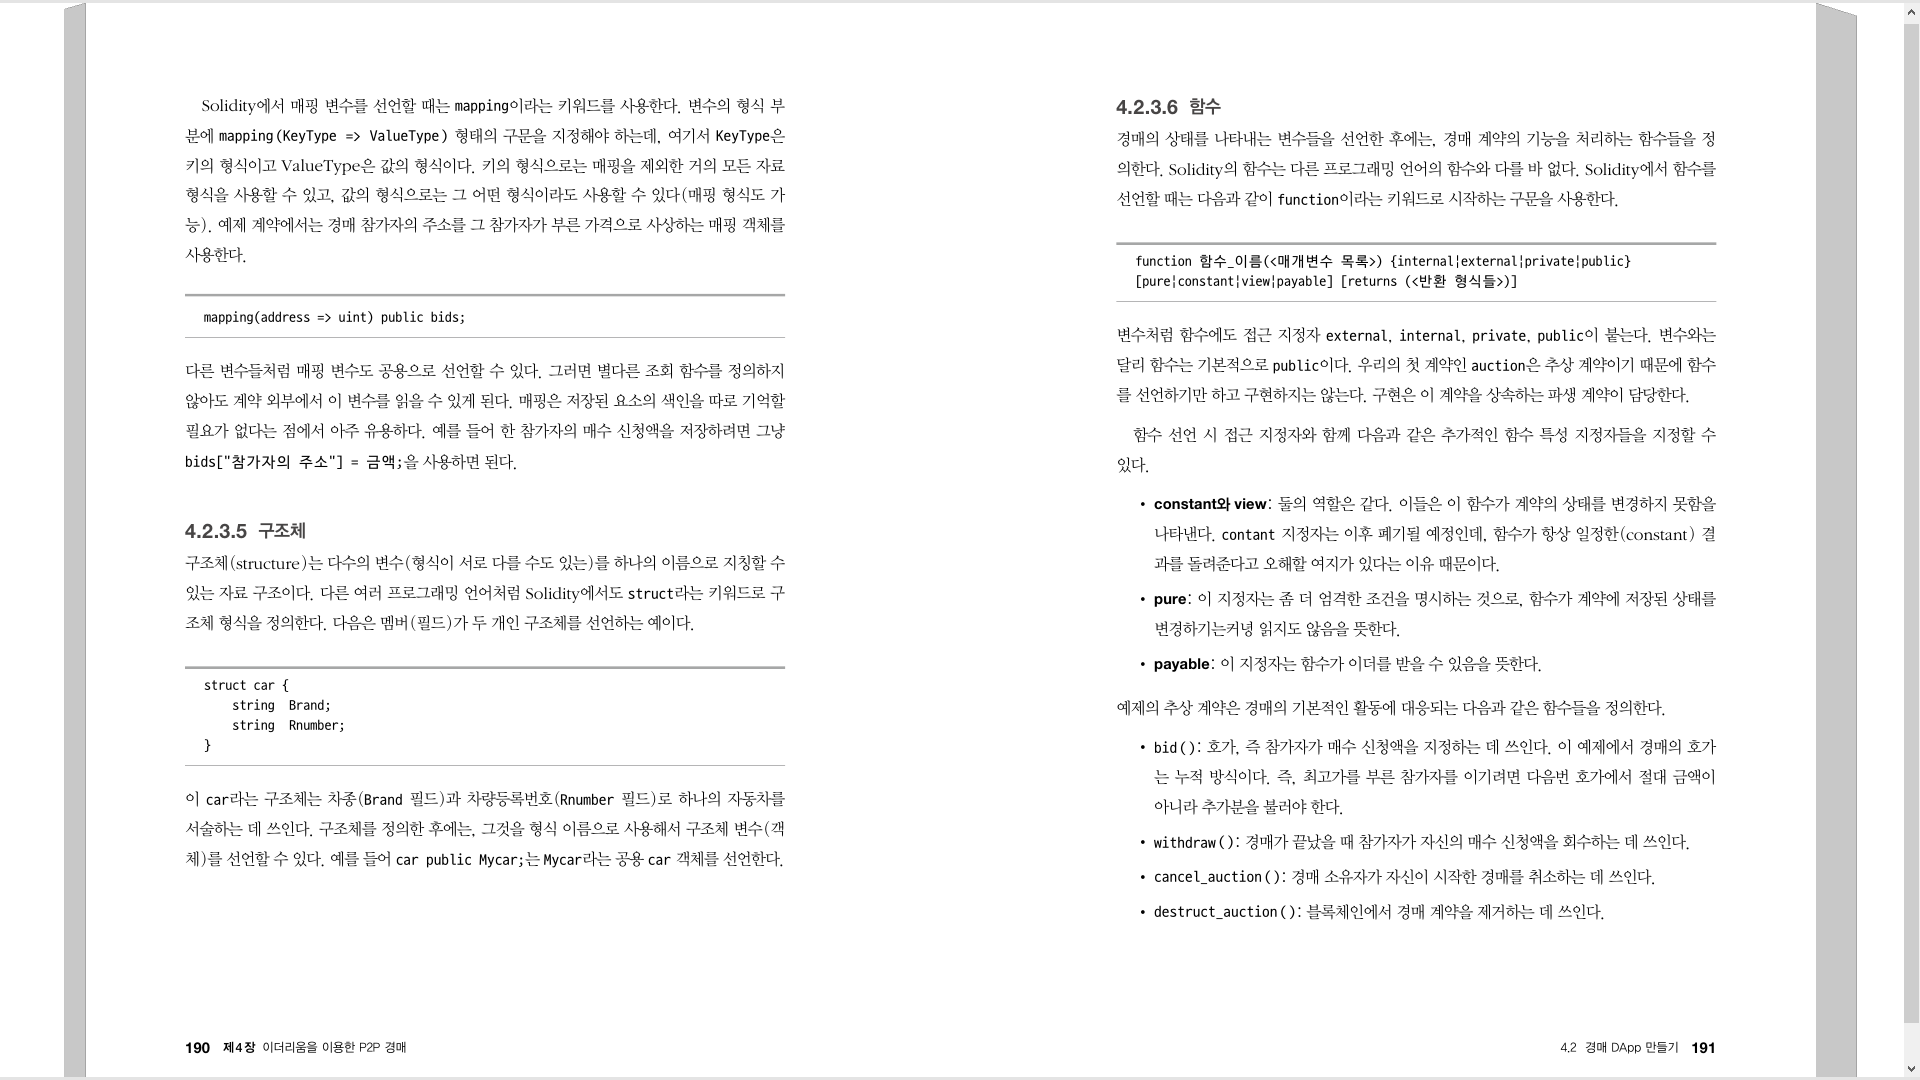 Solidity에서 매핑 변수를 선언할 때는 mapping이라는 키워드를 사용한다. 변수의 형식 부
분에 mapping(KeyType => ValueType) 형태의 구문을 지정해야 하는데, 여기서 KeyType은
키의 형식이고 ValueType은 값의 형식이다. 키의 형식으로는 매핑을 제외한 거의 모든 자료
형식을 사용할 수 있고, 값의 형식으로는 그 어떤 형식이라도 사용할 수 있다(매핑 형식도 가
능). 예제 계약에서는 경매 참가자의 주소를 그 참가자가 부른 가격으로 사상하는 매핑 객체를
사용한다.
mapping(address => uint) public bids;
다른 변수들처럼 매핑 변수도 공용으로 선언할 수 있다. 그러면 별다른 조회 함수를 정의하지
않아도 계약 외부에서 이 변수를 읽을 수 있게 된다. 매핑은 저장된 요소의 색인을 따로 기억할
필요가 없다는 점에서 아주 유용하다. 예를 들어 한 참가자의 매수 신청액을 저장하려면 그냥
bids["참가자의 주소"] = 금액;을 사용하면 된다.
4.2.3.5 구조체
구조체(structure)는 다수의 변수(형식이 서로 다를 수도 있는)를 하나의 이름으로 지칭할 수
있는 자료 구조이다. 다른 여러 프로그래밍 언어처럼 Solidity에서도 struct라는 키워드로 구
조체 형식을 정의한다. 다음은 멤버(필드)가 두 개인 구조체를 선언하는 예이다.
struct car {
    string  Brand;
    string  Rnumber;
}
이 car라는 구조체는 차종(Brand 필드)과 차량등록번호(Rnumber 필드)로 하나의 자동차를
서술하는 데 쓰인다. 구조체를 정의한 후에는, 그것을 형식 이름으로 사용해서 구조체 변수(객
체)를 선언할 수 있다. 예를 들어 car public Mycar;는 Mycar라는 공용 car 객체를 선언한다.
190 제4장 이더리움을 이용한 P2P 경매
4.2.3.6 함수
경매의 상태를 나타내는 변수들을 선언한 후에는, 경매 계약의 기능을 처리하는 함수들을 정
의한다. Solidity의 함수는 다른 프로그래밍 언어의 함수와 다를 바 없다. Solidity에서 함수를
선언할 때는 다음과 같이 function이라는 키워드로 시작하는 구문을 사용한다.
function 함수_이름(<매개변수 목록>) {internal¦external¦private¦public}
[pure¦constant¦view¦payable] [returns (<반환 형식들>)]
변수처럼 함수에도 접근 지정자 external, internal, private, public이 붙는다. 변수와는
달리 함수는 기본적으로 public이다. 우리의 첫 계약인 auction은 추상 계약이기 때문에 함수
를 선언하기만 하고 구현하지는 않는다. 구현은 이 계약을 상속하는 파생 계약이 담당한다.
함수 선언 시 접근 지정자와 함께 다음과 같은 추가적인 함수 특성 지정자들을 지정할 수
있다.
• constant와 view: 둘의 역할은 같다. 이들은 이 함수가 계약의 상태를 변경하지 못함을
나타낸다. contant 지정자는 이후 폐기될 예정인데, 함수가 항상 일정한(constant) 결
과를 돌려준다고 오해할 여지가 있다는 이유 때문이다.
• pure: 이 지정자는 좀 더 엄격한 조건을 명시하는 것으로, 함수가 계약에 저장된 상태를
변경하기는커녕 읽지도 않음을 뜻한다.
• payable: 이 지정자는 함수가 이더를 받을 수 있음을 뜻한다.
예제의 추상 계약은 경매의 기본적인 활동에 대응되는 다음과 같은 함수들을 정의한다.
• bid(): 호가, 즉 참가자가 매수 신청액을 지정하는 데 쓰인다. 이 예제에서 경매의 호가
는 누적 방식이다. 즉, 최고가를 부른 참가자를 이기려면 다음번 호가에서 절대 금액이
아니라 추가분을 불러야 한다.
• withdraw(): 경매가 끝났을 때 참가자가 자신의 매수 신청액을 회수하는 데 쓰인다.
• cancel_auction(): 경매 소유자가 자신이 시작한 경매를 취소하는 데 쓰인다.
• destruct_auction(): 블록체인에서 경매 계약을 제거하는 데 쓰인다.
4.2 경매 DApp 만들기 191